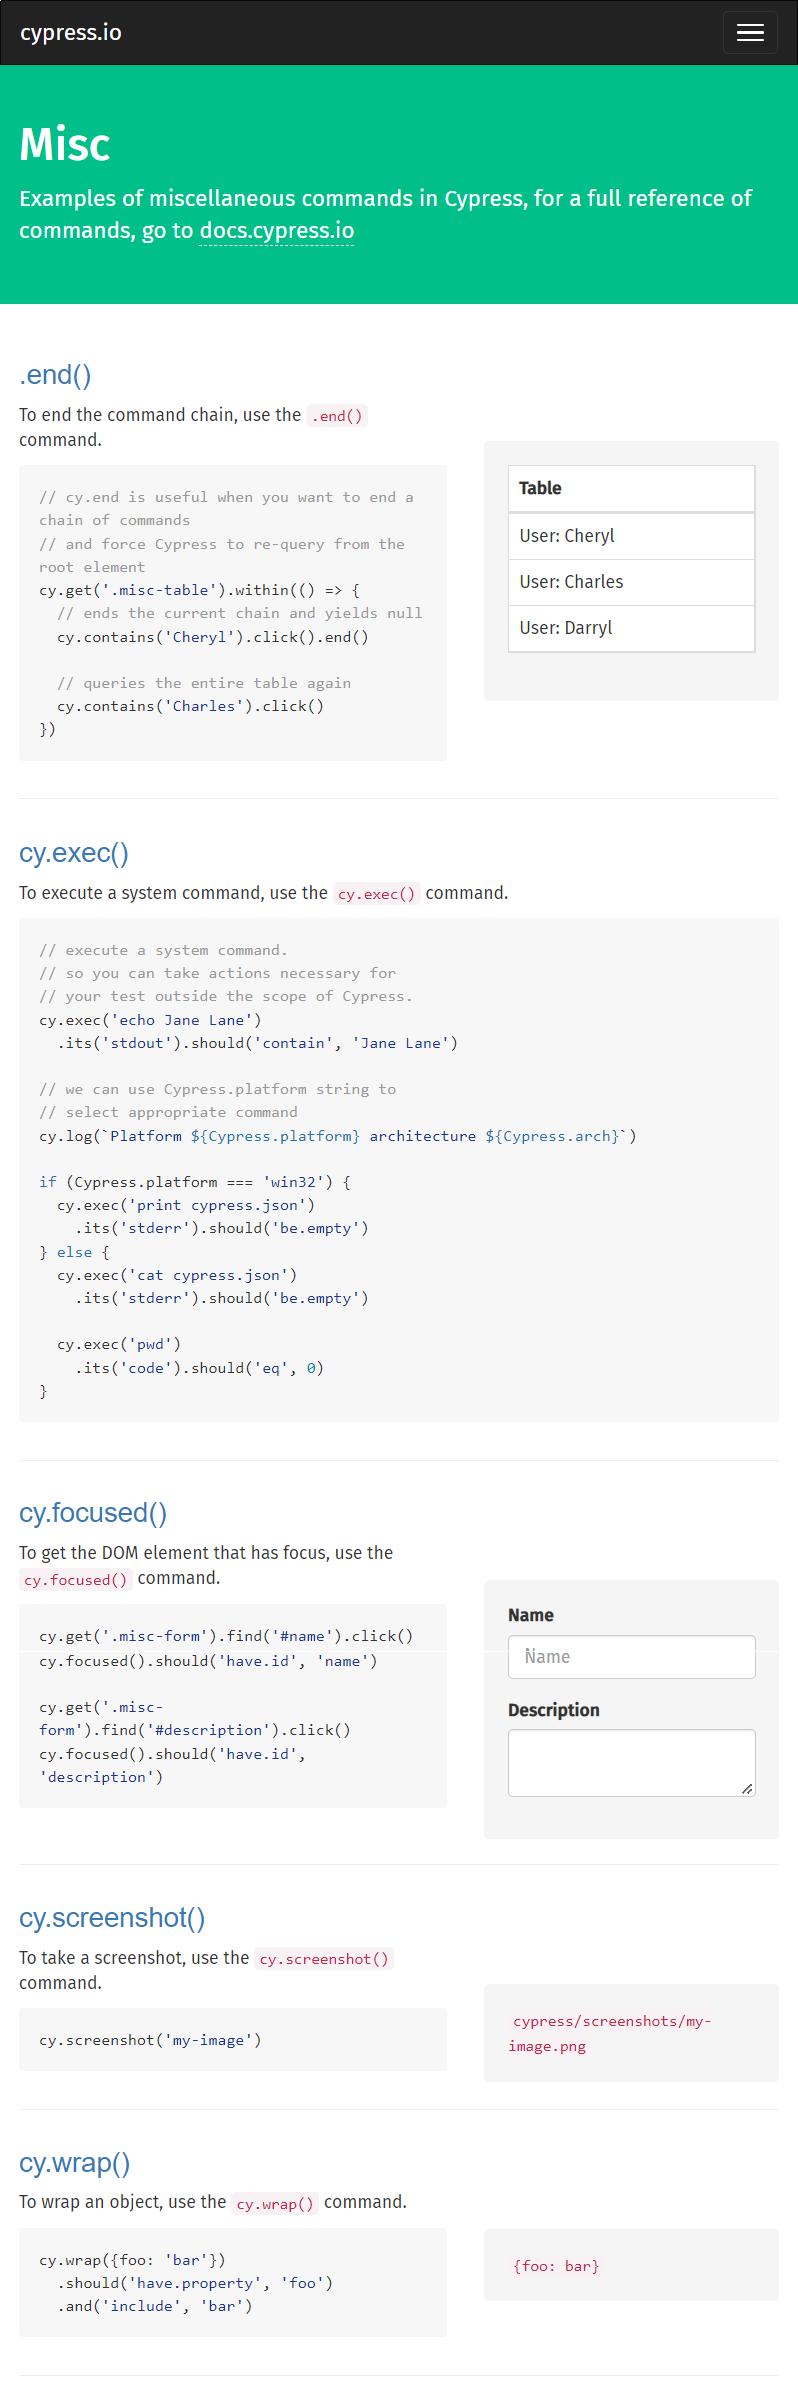 cypress.io
Misc
Examples of miscellaneous commands in Cypress, for a full reference of
commands, go to docs.cypress.io
.end()
To end the command chain, use the .end()
command.
// cy.end is useful when you want to end a
chain of commands
// and force Cypress to re-query from the
root element
cy.get('.misc-table').within(() => {
  // ends the current chain and yields null
  cy.contains('Cheryl').click().end()

  // queries the entire table again
  cy.contains('Charles').click()
})
Table
User: Cheryl
User: Charles
User: Darryl
cy.exec()
To execute a system command, use the cy.exec() command.
// execute a system command.
// so you can take actions necessary for
// your test outside the scope of Cypress.
cy.exec('echo Jane Lane')
  .its('stdout').should('contain', 'Jane Lane')

// we can use Cypress.platform string to
// select appropriate command
cy.log(`Platform ${Cypress.platform} architecture ${Cypress.arch}`)

if (Cypress.platform === 'win32') {
  cy.exec('print cypress.json')
    .its('stderr').should('be.empty')
} else {
  cy.exec('cat cypress.json')
    .its('stderr').should('be.empty')

  cy.exec('pwd')
    .its('code').should('eq', 0)
}
cy.focused()
To get the DOM element that has focus, use the
cy.focused() command.
cy.get('.misc-form').find('#name').click()
cy.focused().should('have.id', 'name')

cy.get('.misc-
form').find('#description').click()
cy.focused().should('have.id',
'description')
Name
Name
Description
cy.screenshot()
To take a screenshot, use the cy.screenshot()
command.
cy.screenshot('my-image')
cypress/screenshots/my-
image.png
cy.wrap()
To wrap an object, use the cy.wrap() command.
cy.wrap({foo: 'bar'})
  .should('have.property', 'foo')
  .and('include', 'bar')
{foo: bar}